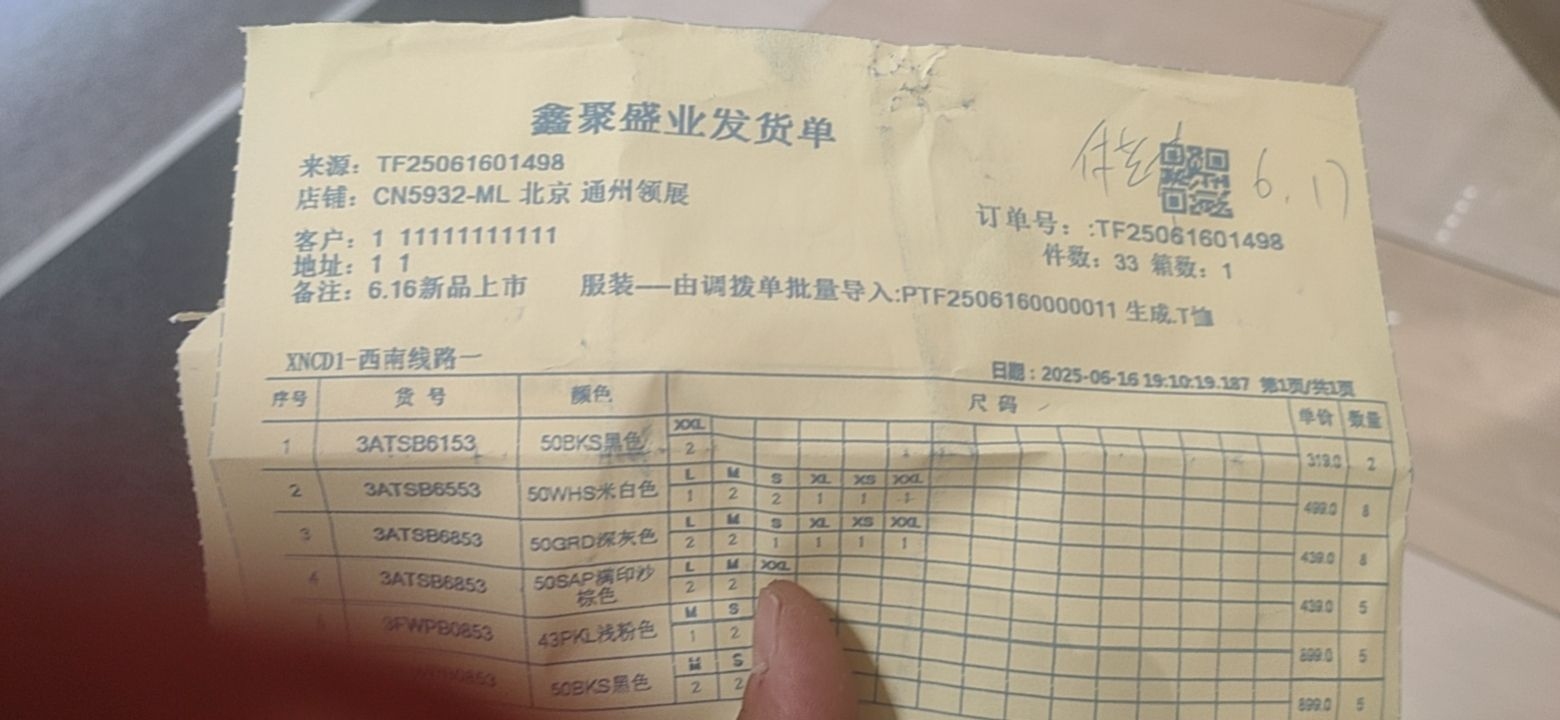 鑫聚盛业发货单
来源：TF25061601498
6.17
店铺：CN5932-ML 北京 通州领展
订单号：:TF25061601498
客户：1 11111111111
件数：33 箱数：1
地址：1 1
备注：6.16新品上市 服装——由调拨单批量导入:PTF2506160000011 生成.T恤
XNCD1-西南线路一
日期：2025-06-16 19:10:19.187 第1页/共1页
序号 货号 颜色 尺码 单价 数量
XXL
1 3ATSB6153 50BKS黑色 2 319.0 2
L M S XL XS XXL
2 3ATSB6553 50WHS米白色 1 2 2 1 1 1 499.0 8
L M S XL XS XXL
3 3ATSB6853 50GRD深灰色 2 2 1 1 1 1 439.0 8
L M XXL
4 3ATSB6853 50SAP满印沙棕色 2 2 439.0 5
M S
3FWPB0853 43PKL浅粉色 1 2 899.0 5
M S
0853 50BKS黑色 2 2 899.0 5